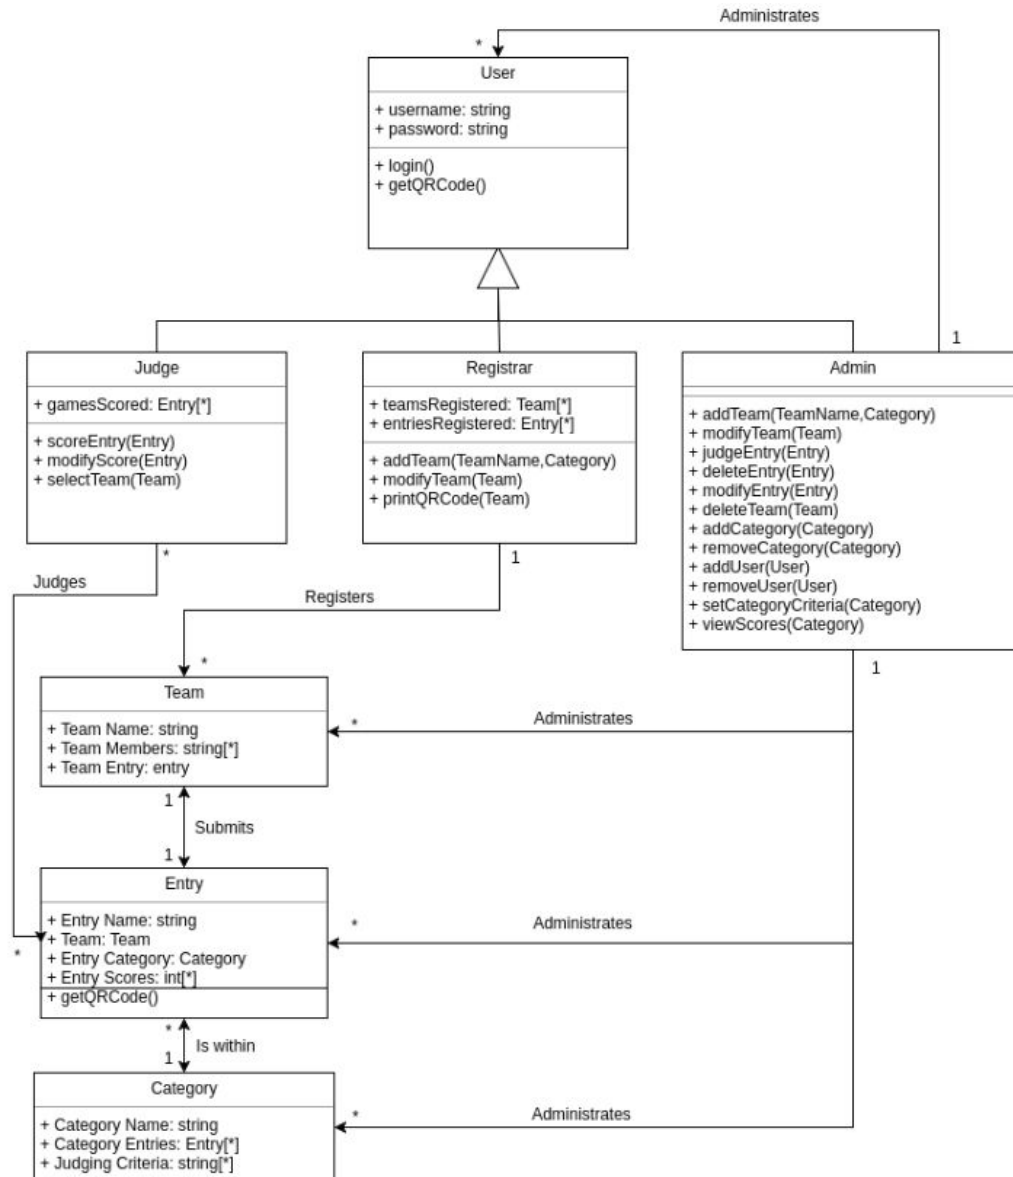 Administrates
*
User
+ username: string
+ password: string
+ login()
+ getQRCode()
1
Judge
+ gamesScored: Entry[*]
+ scoreEntry(Entry)
+ modifyScore(Entry)
+ selectTeam(Team)
Registrar
+ teamsRegistered: Team[*]
+ entriesRegistered: Entry[*]
+ addTeam(TeamName,Category)
+ modifyTeam(Team)
+ printQRCode(Team)
Admin
+ addTeam(TeamName,Category)
+ modifyTeam(Team)
+ judgeEntry(Entry)
+ deleteEntry(Entry)
+ modifyEntry(Entry)
+ deleteTeam(Team)
+ addCategory(Category)
+ removeCategory(Category)
+ addUser(User)
+ removeUser(User)
+ setCategoryCriteria(Category)
+ viewScores(Category)
*
1
Judges
Registers
1
*
Team
+ Team Name: string
+ Team Members: string[*]
+ Team Entry: entry
*
Administrates
1
Submits
1
Entry
+ Entry Name: string
+ Team: Team
+ Entry Category: Category
+ Entry Scores: int[*]
+ getQRCode()
*
*
Administrates
*
Is within
1
Category
+ Category Name: string
+ Category Entries: Entry[*]
+ Judging Criteria: string[*]
*
Administrates